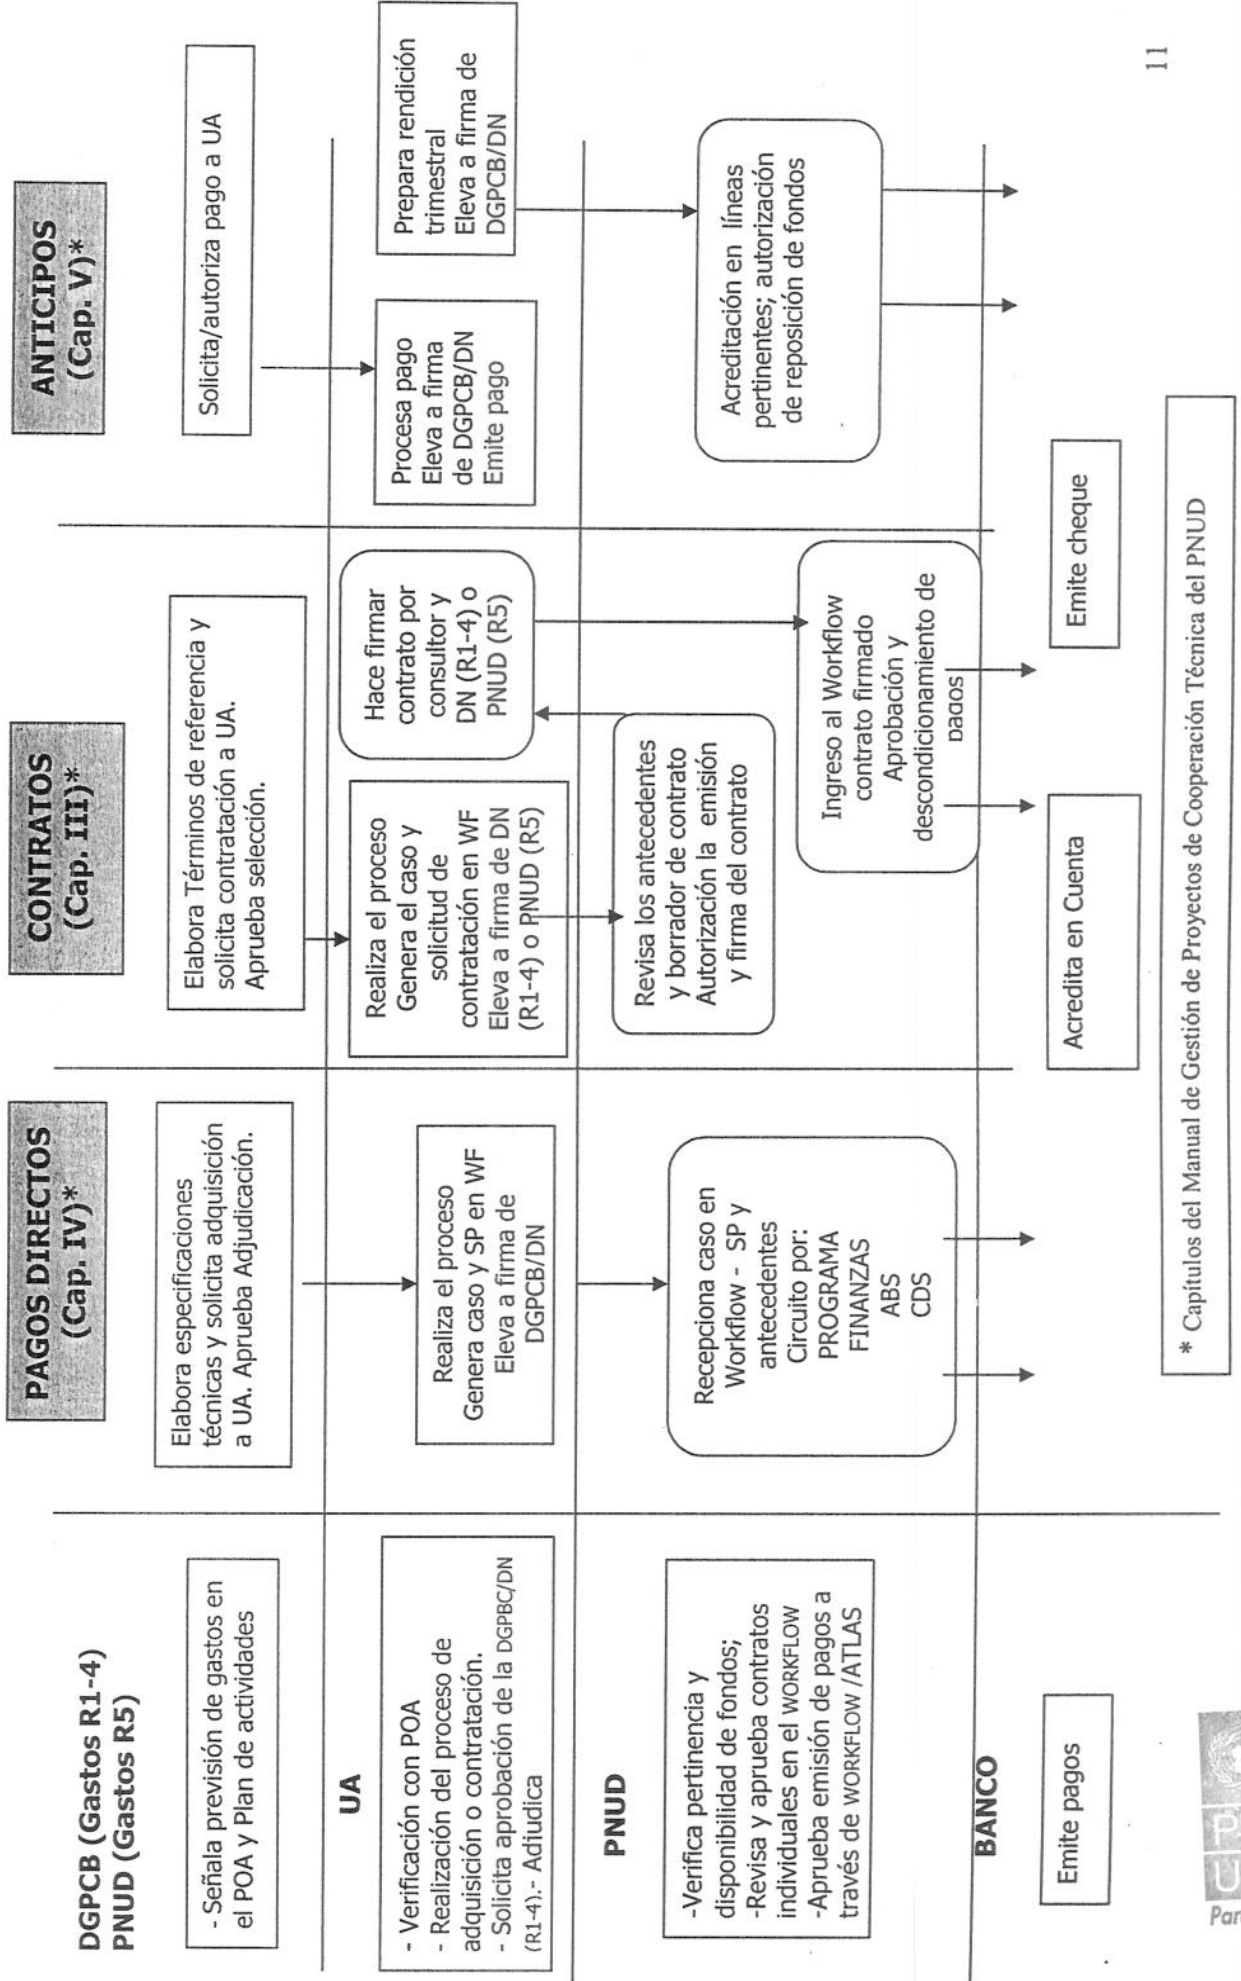 DGPCB (Gastos R1-4)
PNUD (Gastos R5)
PAGOS DIRECTOS
(Cap. IV)*
CONTRATOS
(Cap. III)*
ANTICIPOS
(Cap. V)*
- Señala previsión de gastos en
el POA y Plan de actividades
Elabora especificaciones
técnicas y solicita adquisición
a UA. Aprueba Adjudicación.
Elabora Términos de referencia y
solicita contratación a UA.
Aprueba selección.
Solicita/autoriza pago a UA
UA
- Verificación con POA
- Realización del proceso de
adquisición o contratación.
- Solicita aprobación de la DGPBC/DN
(R1-4).- Adiudica
Realiza el proceso
Genera caso y SP en WF
Eleva a firma de
DGPCB/DN
Realiza el proceso
Genera el caso y
solicitud de
contratación en WF
Eleva a firma de DN
(R1-4) o PNUD (R5)
Hace firmar
contrato por
consultor y
DN (R1-4) o
PNUD (R5)
Procesa pago
Eleva a firma
de DGPCB/DN
Emite pago
Prepara rendición
trimestral
Eleva a firma de
DGPCB/DN
PNUD
-Verifica pertinencia y
disponibilidad de fondos;
-Revisa y aprueba contratos
individuales en el WORKFLOW
-Aprueba emisión de pagos a
través de WORKFLOW /ATLAS
Recepciona caso en
Workflow - SP y
antecedentes
Circuito por:
PROGRAMA
FINANZAS
ABS
CDS
Revisa los antecedentes
y borrador de contrato
Autorización la emisión
y firma del contrato
Ingreso al Workflow
contrato firmado
Aprobación y
descondicionamiento de
pagos
Acreditación en líneas
pertinentes; autorización
de reposición de fondos
BANCO
Emite pagos
Acredita en Cuenta
Emite cheque
* Capítulos del Manual de Gestión de Proyectos de Cooperación Técnica del PNUD
11
P
U
Par